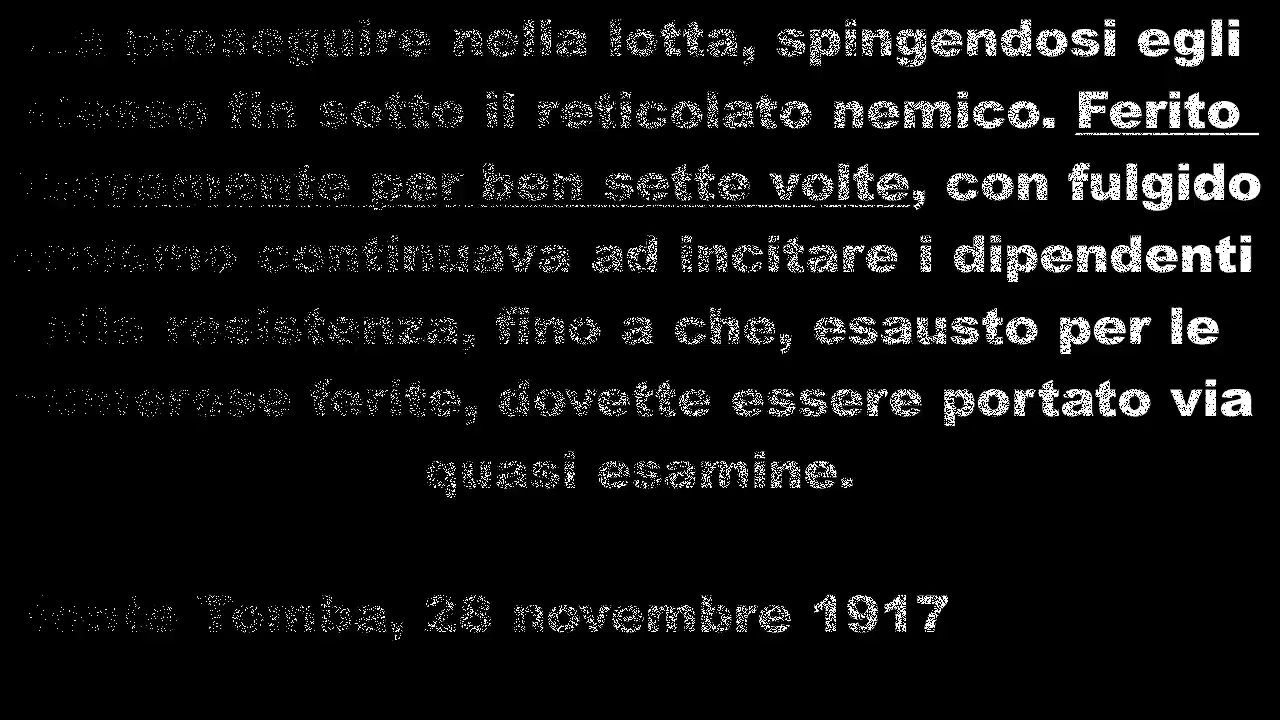 a proseguire nella lotta, spingendosi egli
stesso fin sotto il reticolato nemico. Ferito
nuovamente per ben sette volte, con fulgido
eroismo continuava ad incitare i dipendenti
alla resistenza, fino a che, esausto per le
numerose ferite, dovette essere portato via
quasi esamine.
Monte Tomba, 28 novembre 1917